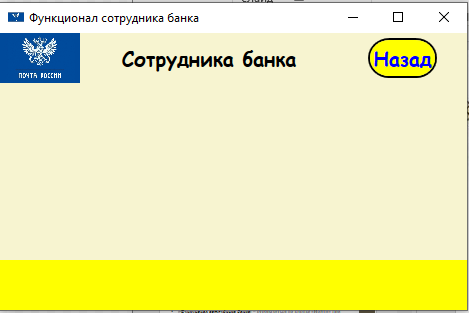 Функционал сотрудника банка
Сотрудника банка
Назад
ПОЧТА РОССИИ